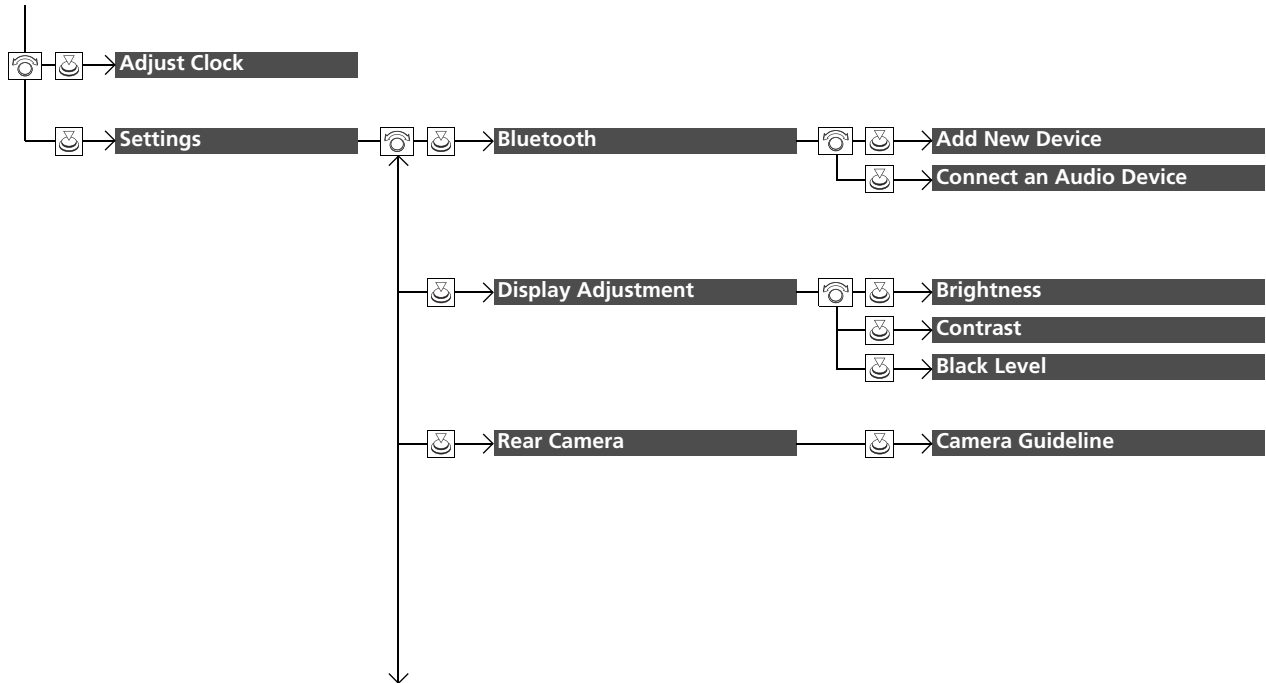 Adjust Clock
Settings
Bluetooth
Add New Device
Connect an Audio Device
Display Adjustment
Brightness
Contrast
Black Level
Rear Camera
Camera Guideline